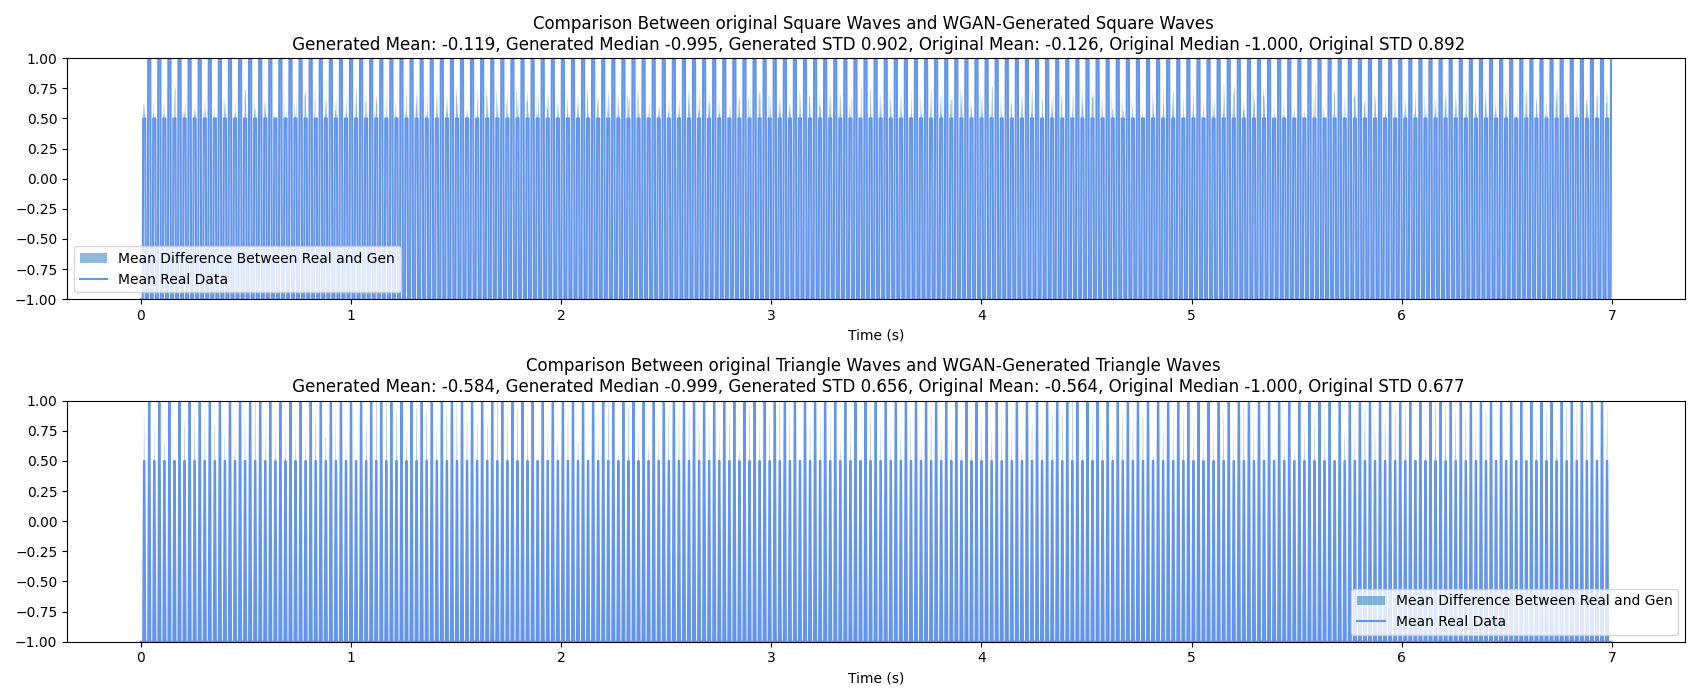 Comparison Between original Square Waves and WGAN-Generated Square Waves
Generated Mean: -0.119, Generated Median -0.995, Generated STD 0.902, Original Mean: -0.126, Original Median -1.000, Original STD 0.892
1.00
0.75
0.50
0.25
0.00
−0.25
−0.50
−0.75
−1.00
Mean Difference Between Real and Gen
Mean Real Data
0 1 2 3 4 5 6 7
Time (s)
Comparison Between original Triangle Waves and WGAN-Generated Triangle Waves
Generated Mean: -0.584, Generated Median -0.999, Generated STD 0.656, Original Mean: -0.564, Original Median -1.000, Original STD 0.677
1.00
0.75
0.50
0.25
0.00
−0.25
−0.50
−0.75
−1.00
Mean Difference Between Real and Gen
Mean Real Data
0 1 2 3 4 5 6 7
Time (s)